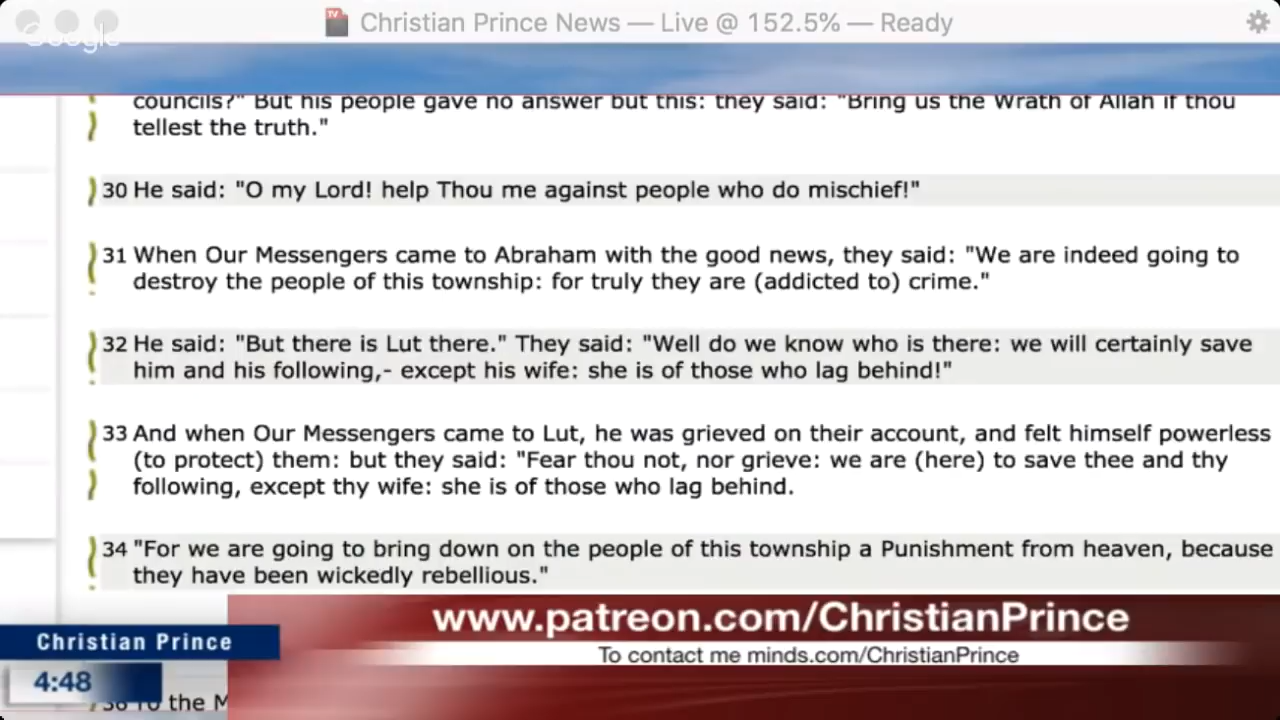 Christian Prince News — Live @ 152.5% — Ready
Google
councils?" But his people gave no answer but this: they said: "Bring us the Wrath of Allah if thou
tellest the truth."
30 He said: "O my Lord! help Thou me against people who do mischief!"
31 When Our Messengers came to Abraham with the good news, they said: "We are indeed going to
destroy the people of this township: for truly they are (addicted to) crime."
32 He said: "But there is Lut there." They said: "Well do we know who is there: we will certainly save
him and his following,- except his wife: she is of those who lag behind!"
33 And when Our Messengers came to Lut, he was grieved on their account, and felt himself powerless
(to protect) them: but they said: "Fear thou not, nor grieve: we are (here) to save thee and thy
following, except thy wife: she is of those who lag behind.
34 "For we are going to bring down on the people of this township a Punishment from heaven, because
they have been wickedly rebellious."
www.patreon.com/ChristianPrince
To contact me minds.com/ChristianPrince
Christian Prince
4:48
the